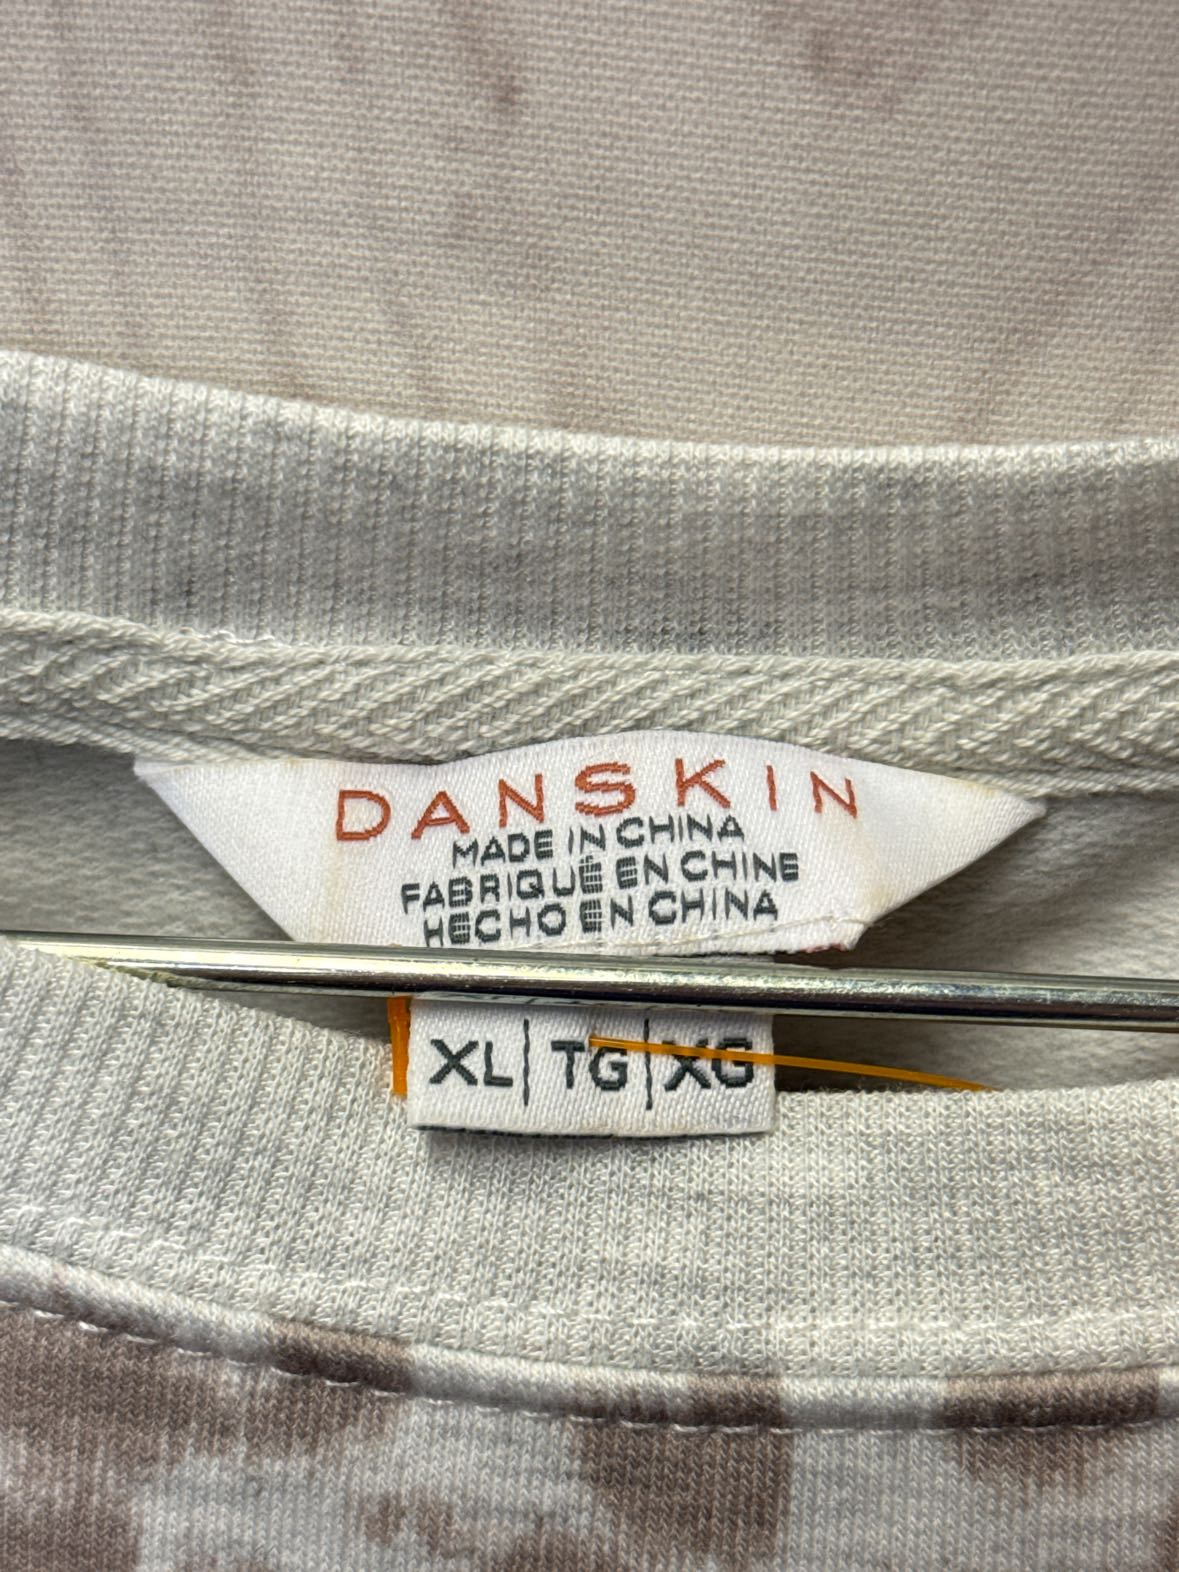 DANSKIN
MADE IN CHINA
FABRIQUÉ EN CHINE
HECHO EN CHINA
XL | TG | XG